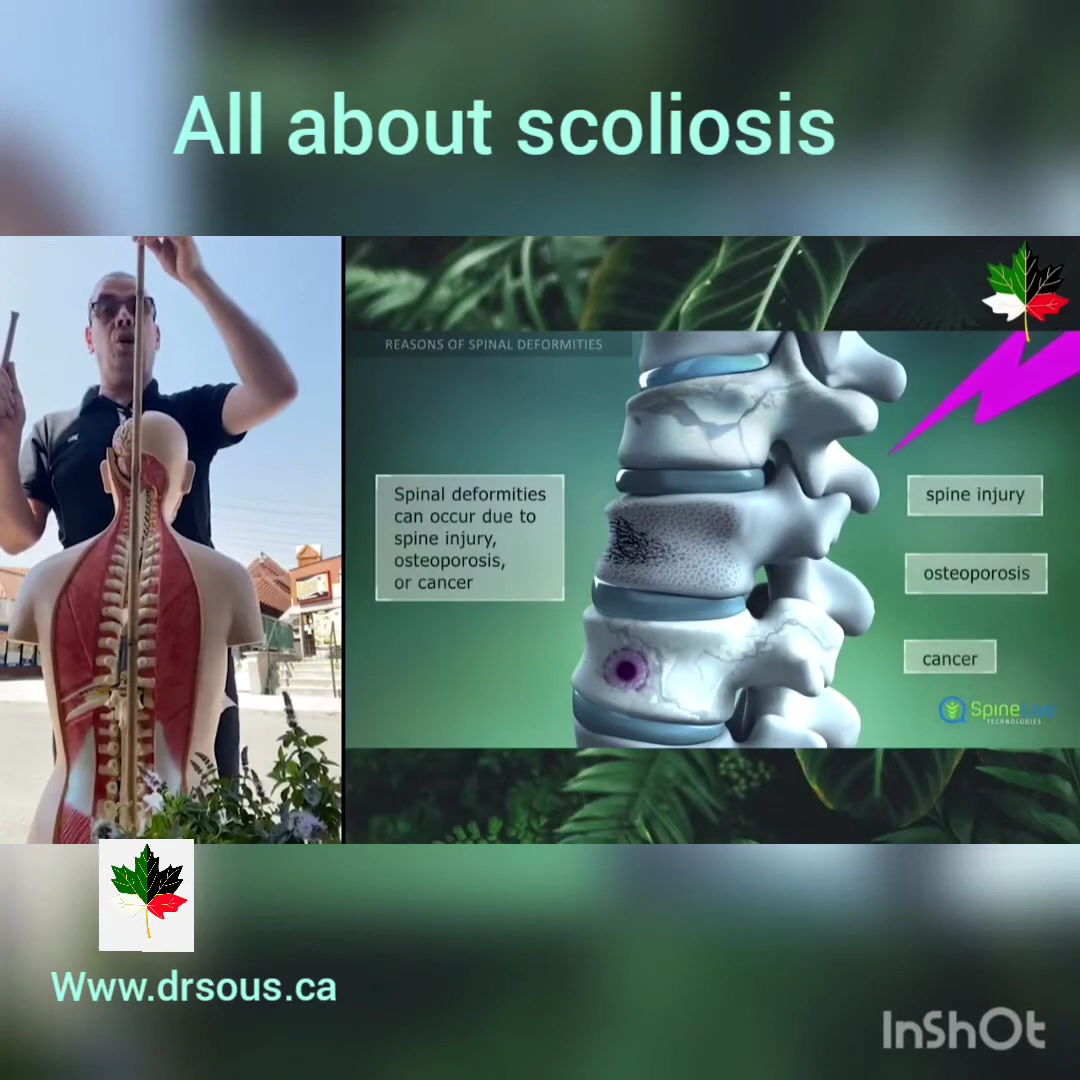 All about scoliosis
REASONS OF SPINAL DEFORMITIES
Spinal deformities
can occur due to
spine injury,
osteoporosis,
or cancer
spine injury
osteoporosis
cancer
Spine
TECHNOLOGIES
Www.drsous.ca
InShOt